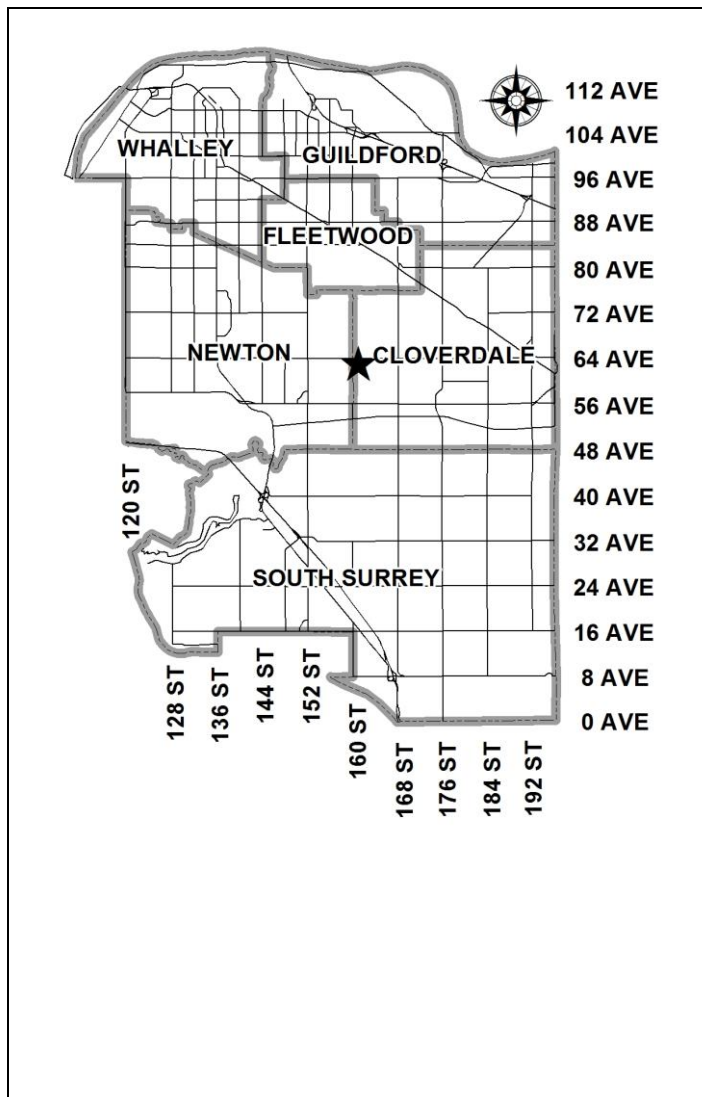 112 AVE
104 AVE
WHALLEY
GUILDFORD
96 AVE
88 AVE
FLEETWOOD
80 AVE
72 AVE
NEWTON
CLOVERDALE
64 AVE
56 AVE
48 AVE
120 ST
40 AVE
32 AVE
SOUTH SURREY
24 AVE
16 AVE
128 ST
136 ST
144 ST
152 ST
160 ST
8 AVE
0 AVE
168 ST
176 ST
184 ST
192 ST